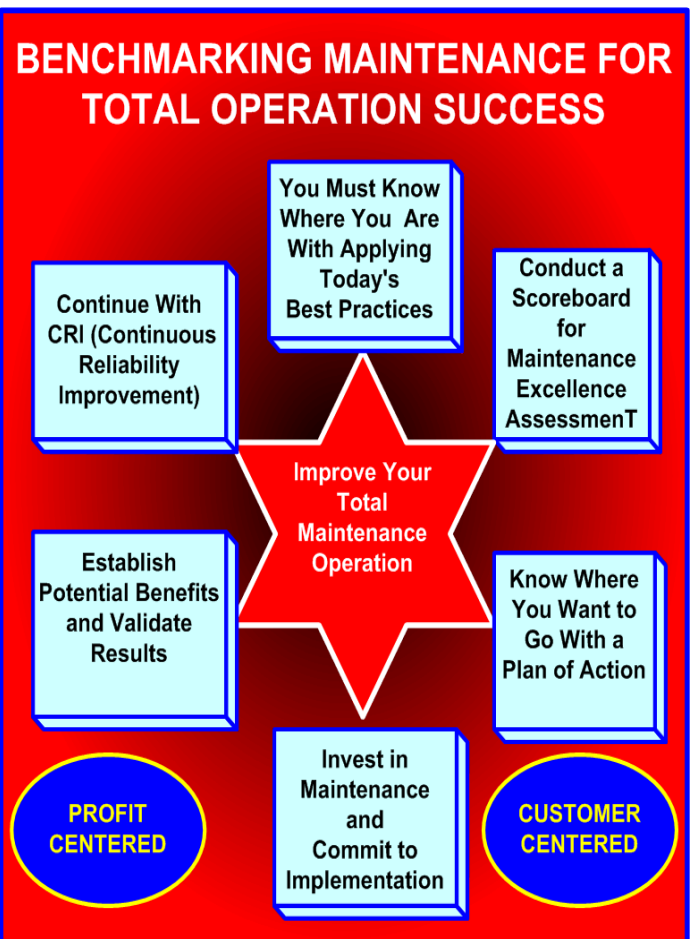 BENCHMARKING MAINTENANCE FOR
TOTAL OPERATION SUCCESS
You Must Know
Where You Are
With Applying
Today's
Best Practices
Conduct a
Scoreboard
for
Maintenance
Excellence
AssessmenT
Continue With
CRI (Continuous
Reliability
Improvement)
Improve Your
Total
Maintenance
Operation
Establish
Potential Benefits
and Validate
Results
Know Where
You Want to
Go With a
Plan of Action
Invest in
Maintenance
and
Commit to
Implementation
PROFIT
CENTERED
CUSTOMER
CENTERED